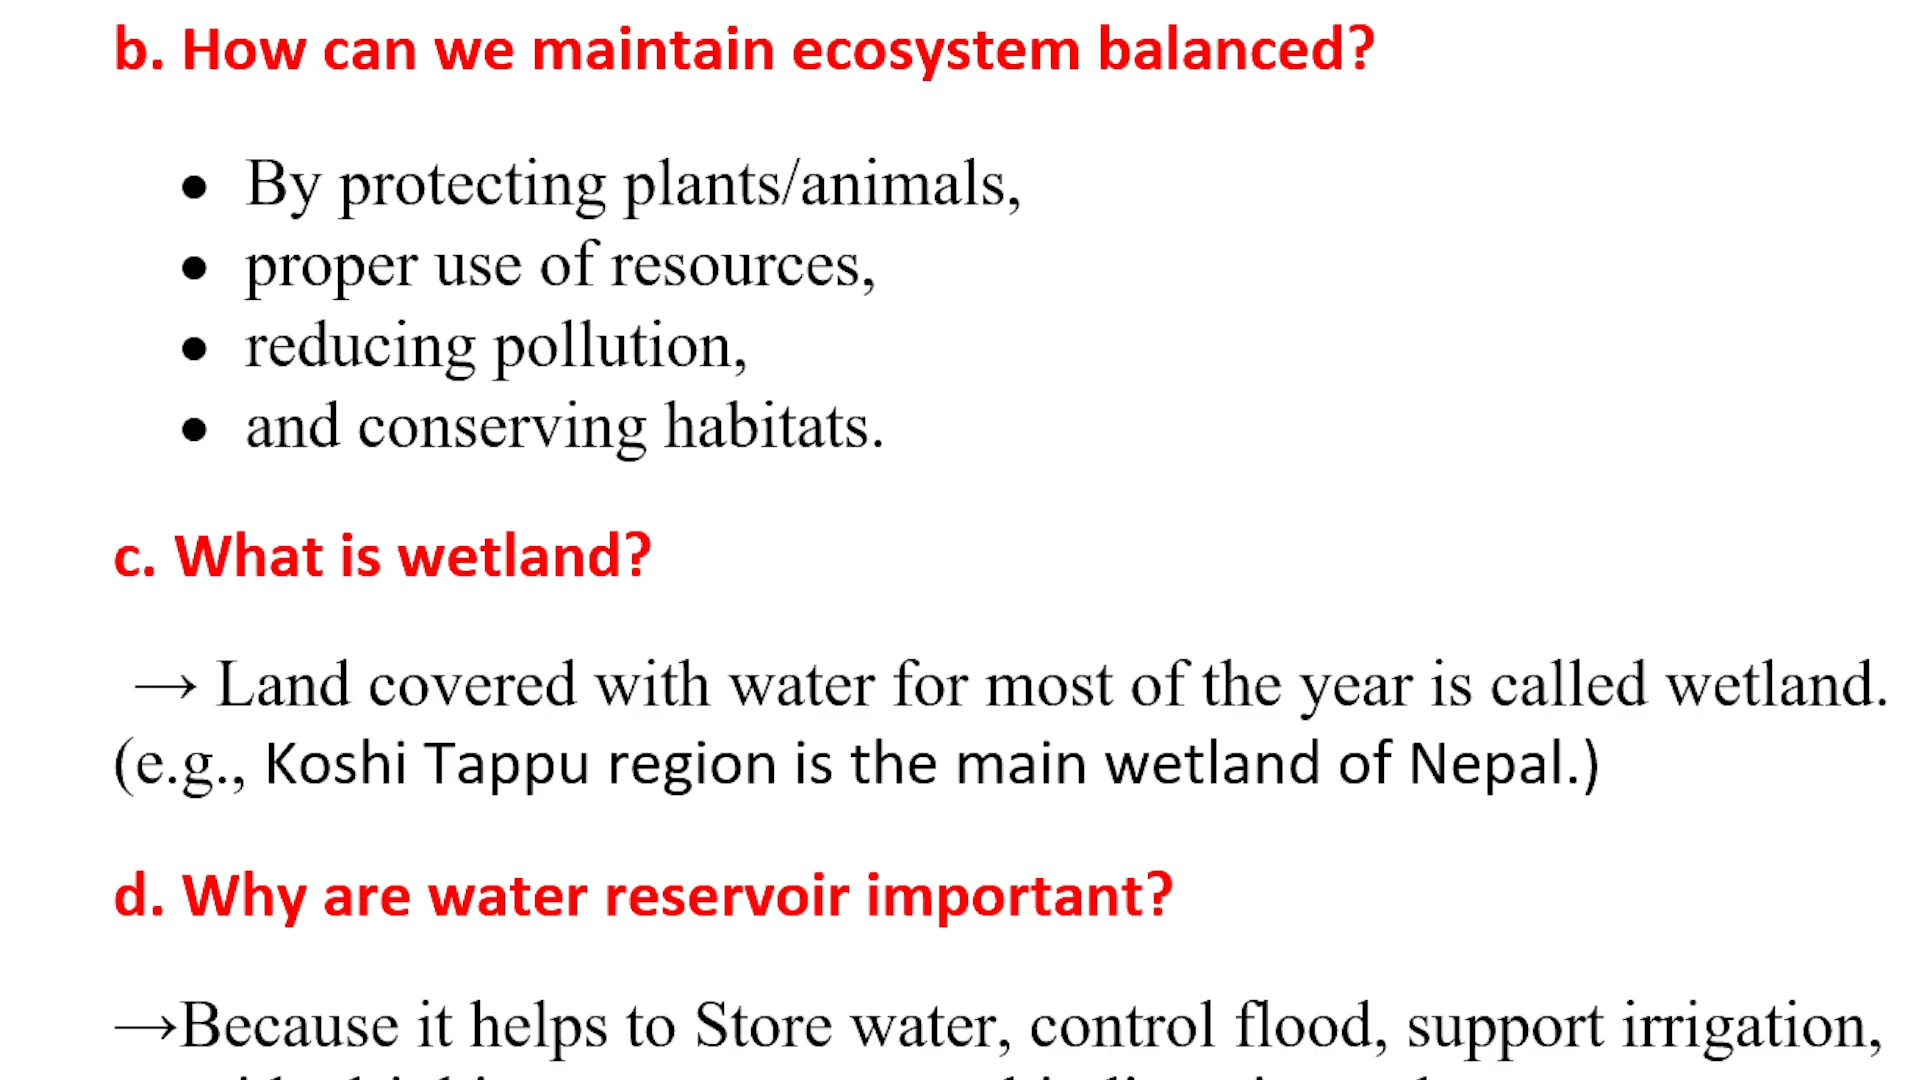 b. How can we maintain ecosystem balanced?
• By protecting plants/animals,
• proper use of resources,
• reducing pollution,
• and conserving habitats.
c. What is wetland?
→ Land covered with water for most of the year is called wetland.
(e.g., Koshi Tappu region is the main wetland of Nepal.)
d. Why are water reservoir important?
→Because it helps to Store water, control flood, support irrigation,